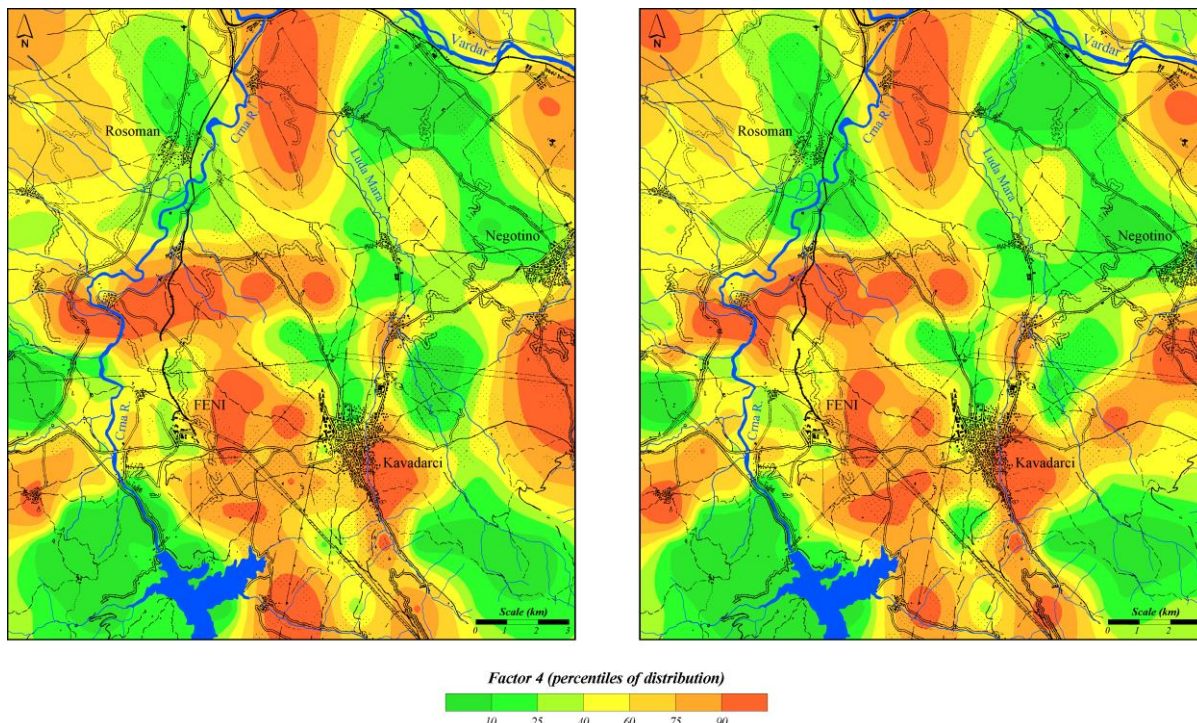 N
Vardar
Rosoman
Crna R.
Luda Mara
Negotino
FENI
Crna R.
Kavadarci
Scale (km)
0 1 2 3
N
Vardar
Rosoman
Crna R.
Luda Mara
Negotino
FENI
Crna R.
Kavadarci
Scale (km)
0 1 2
Factor 4 (percentiles of distribution)
10 25 40 60 75 90